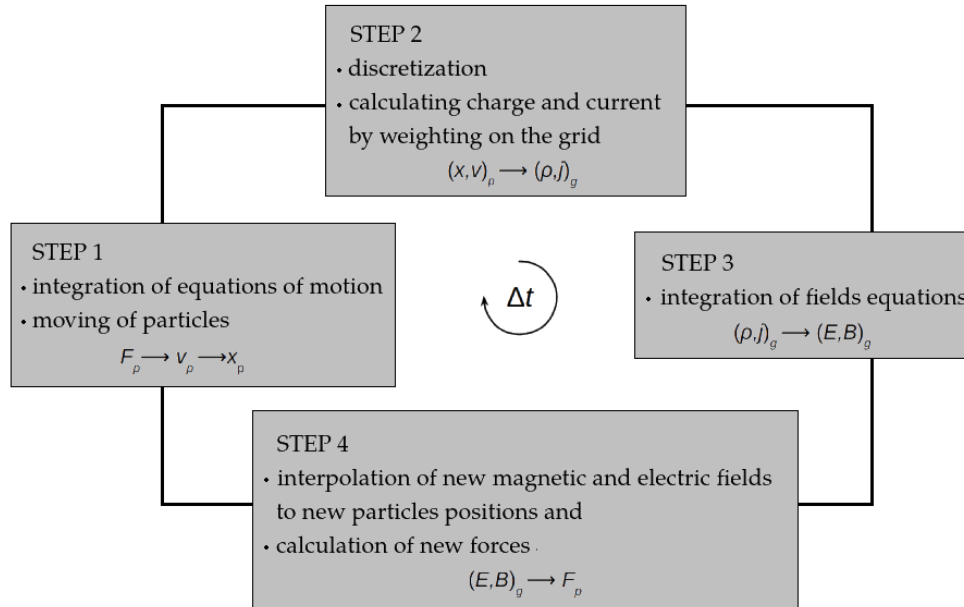 STEP 2
• discretization
• calculating charge and current
by weighting on the grid
(x,v)ₚ ⟶ (ρ,j)g
STEP 1
• integration of equations of motion
• moving of particles
Fₚ ⟶ vₚ ⟶xₚ
Δt
STEP 3
• integration of fields equations
(ρ,j)g ⟶ (E,B)g
STEP 4
• interpolation of new magnetic and electric fields
to new particles positions and
• calculation of new forces
(E,B)g ⟶ Fₚ